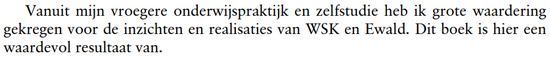 Vanuit mijn vroegere onderwijspraktijk en zelfstudie heb ik grote waardering
gekregen voor de inzichten en realisaties van WSK en Ewald. Dit boek is hier een
waardevol resultaat van.